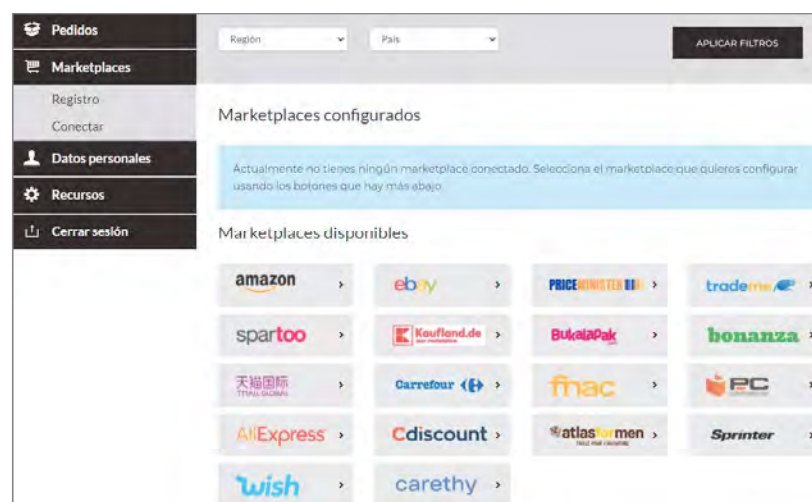 Pedidos
Marketplaces
Registro
Conectar
Datos personales
Recursos
Cerrar sesión
Región
País
APLICAR FILTROS
Marketplaces configurados
Actualmente no tienes ningún marketplace conectado. Selecciona el marketplace que quieres configurar
usando los botones que hay más abajo.
Marketplaces disponibles
amazon
ebay
PRICEMINISTER
trademe
spartoo
Kaufland.de
BukalaPak
bonanza
天猫国际
TMALL GLOBAL
Carrefour
fnac
PC
AliExpress
Cdiscount
atlasformen
Sprinter
wish
carethy